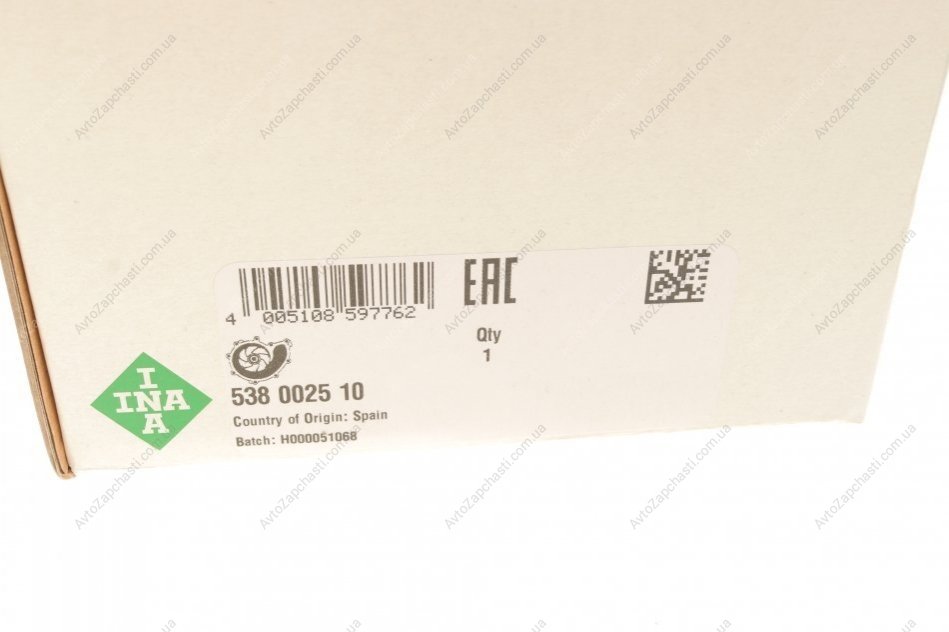 4 005108 597762
EAC
Qty
1
INA
INA
538 0025 10
Country of Origin: Spain
Batch: H000051068
AvtoZapchasti.com.ua